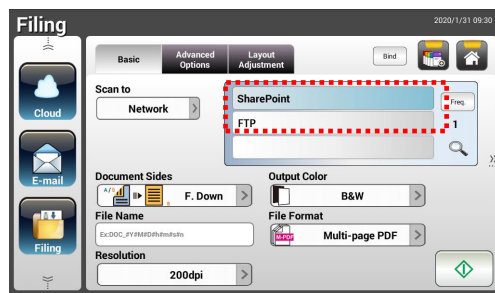 Filing
2020/1/31 09:30
Basic
Advanced Options
Layout Adjustment
Bind
Cloud
E-mail
Filing
Scan to
Network
SharePoint
FTP
Freq.
1
Document Sides
A/B
F. Down
Output Color
B&W
File Name
Ex:DOC_#Y#M#D#h#m#s#n
File Format
M-PDF
Multi-page PDF
Resolution
200dpi